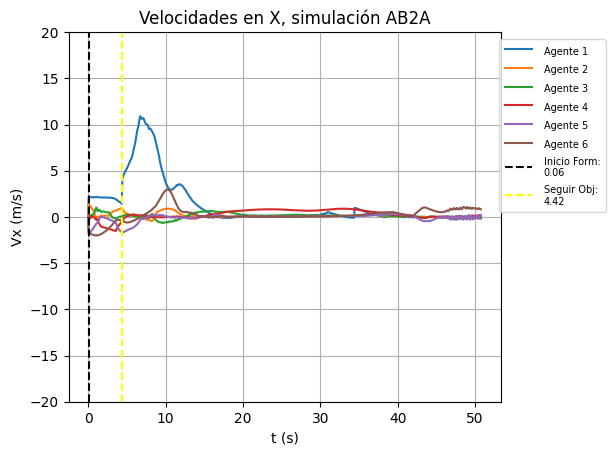 Velocidades en X, simulación AB2A
20
15
10
5
0
−5
−10
−15
−20
Vx (m/s)
0
10
20
30
40
50
t (s)
Agente 1
Agente 2
Agente 3
Agente 4
Agente 5
Agente 6
Inicio Form:
0.06
Seguir Obj:
4.42